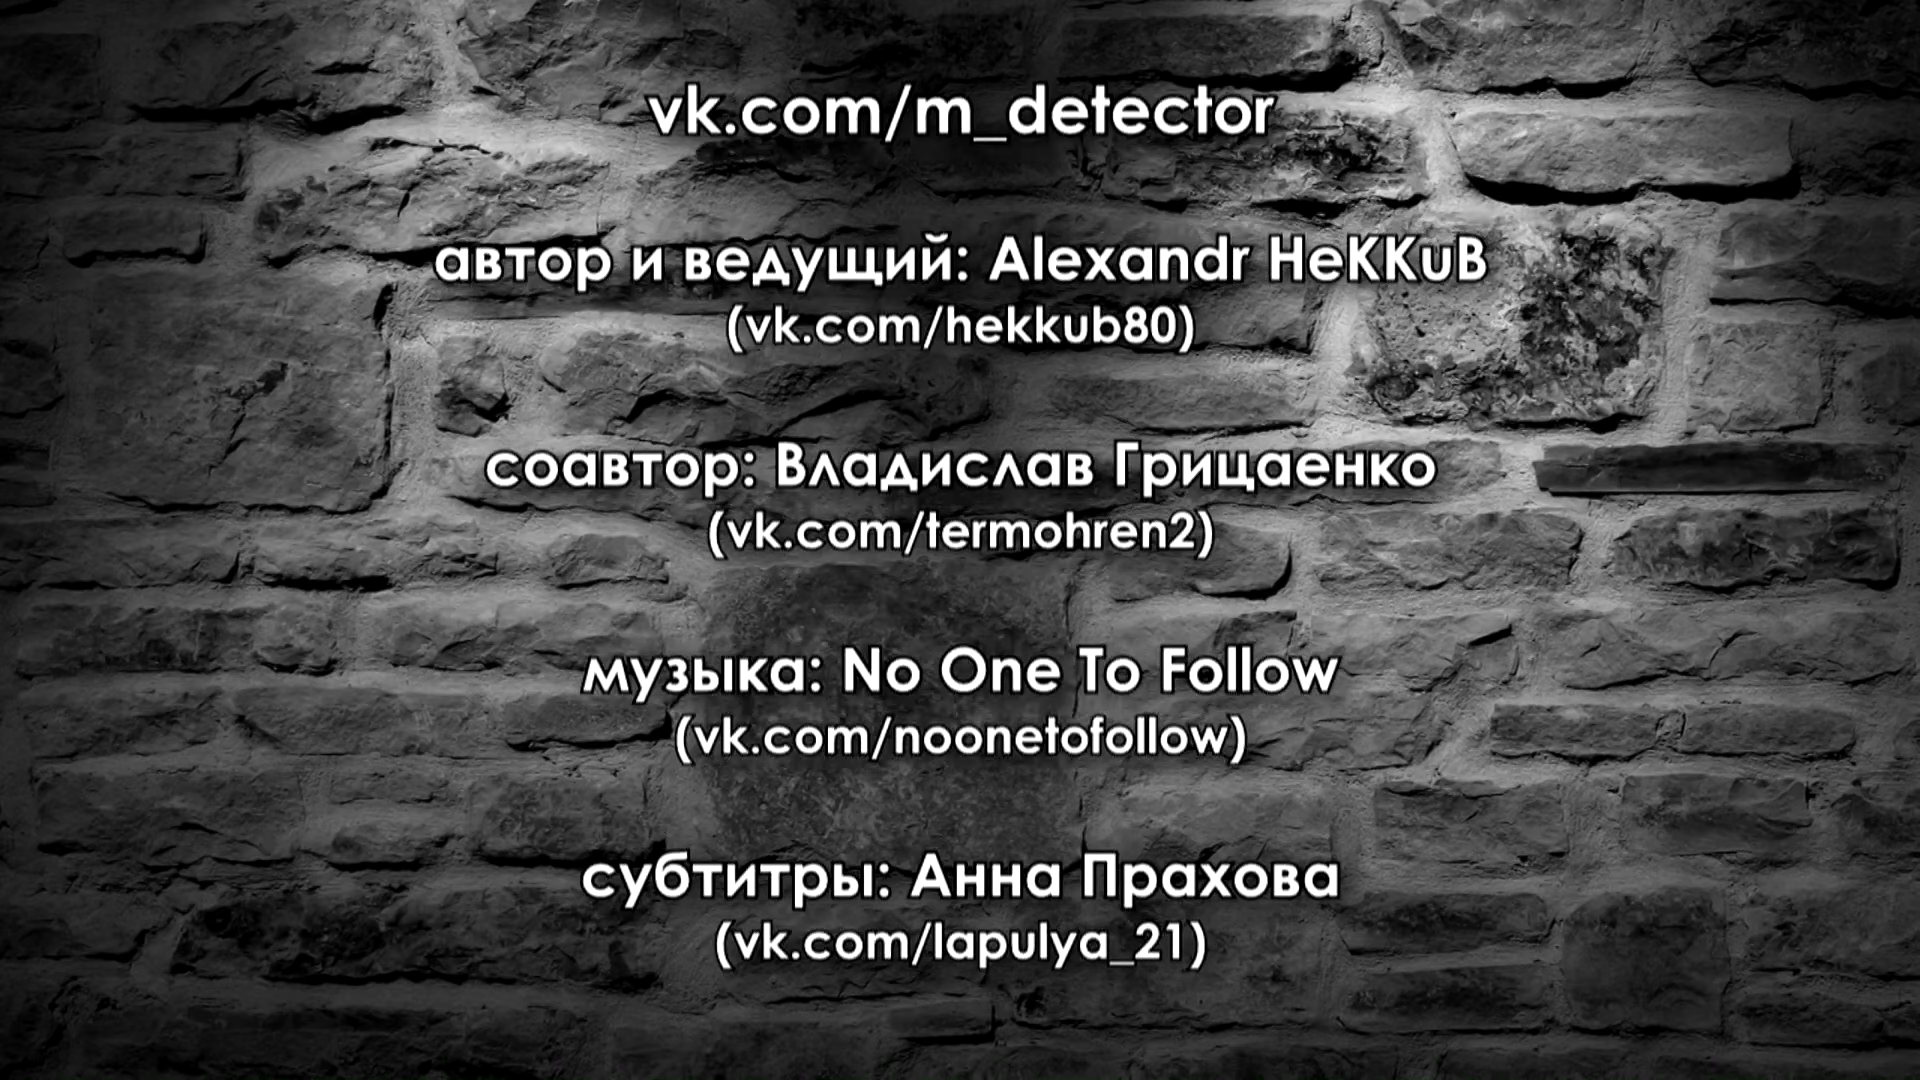 vk.com/m_detector
автор и ведущий: Alexandr HeKKuB
(vk.com/hekkub80)
соавтор: Владислав Грицаенко
(vk.com/termohren2)
музыка: No One To Follow
(vk.com/noonetofollow)
субтитры: Анна Прахова
(vk.com/lapulya_21)